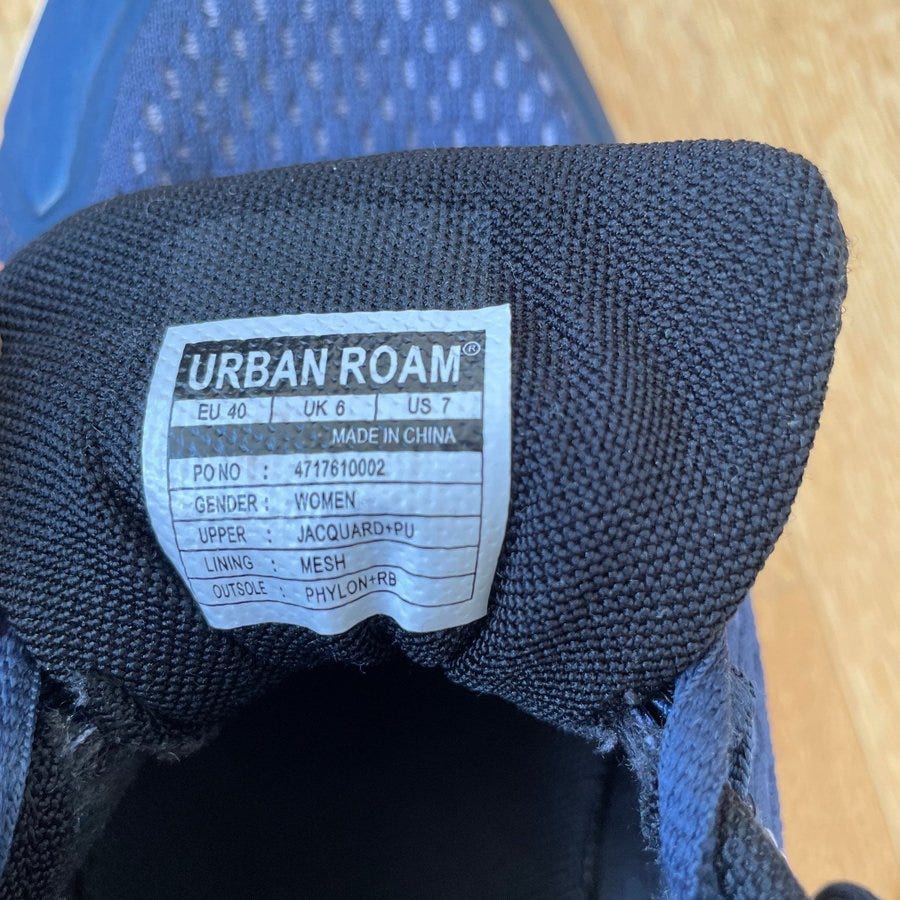 URBAN ROAM®
EU 40 | UK 6 | US 7
MADE IN CHINA
PO NO : 4717610002
GENDER : WOMEN
UPPER : JACQUARD+PU
LINING : MESH
OUTSOLE : PHYLON+RB